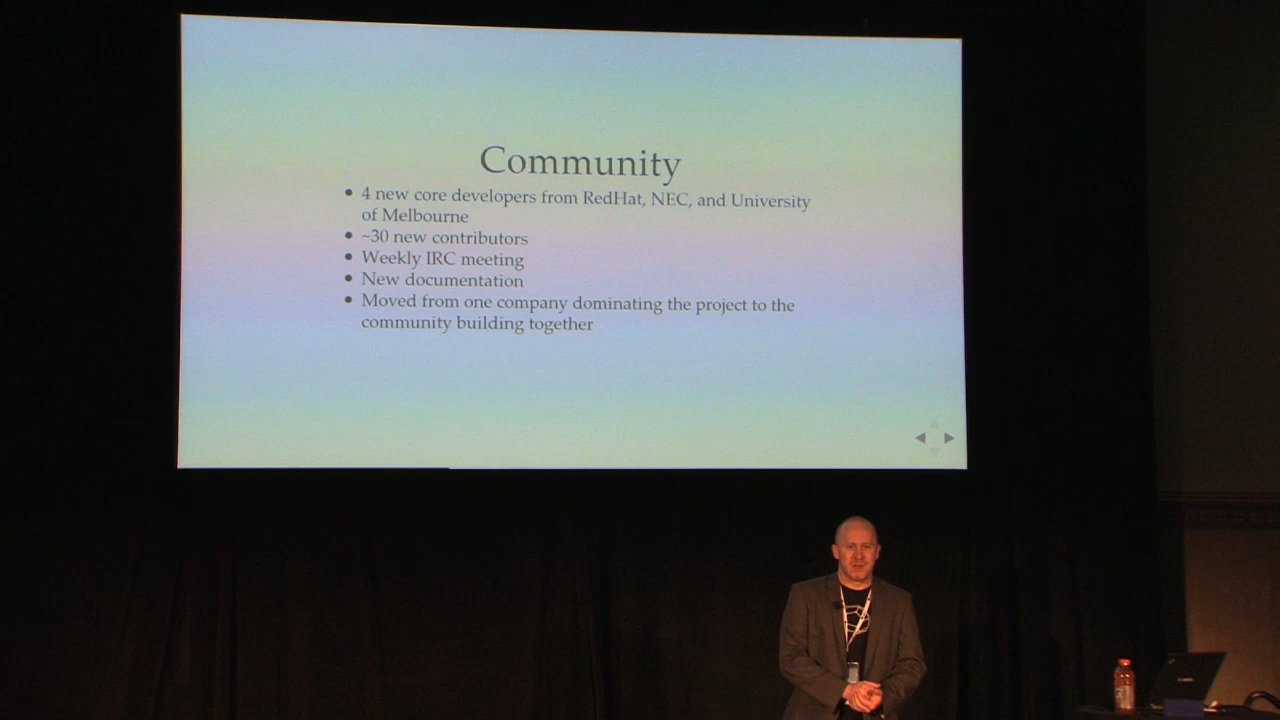 Community
• 4 new core developers from RedHat, NEC, and University
of Melbourne
• ~30 new contributors
• Weekly IRC meeting
• New documentation
• Moved from one company dominating the project to the
community building together